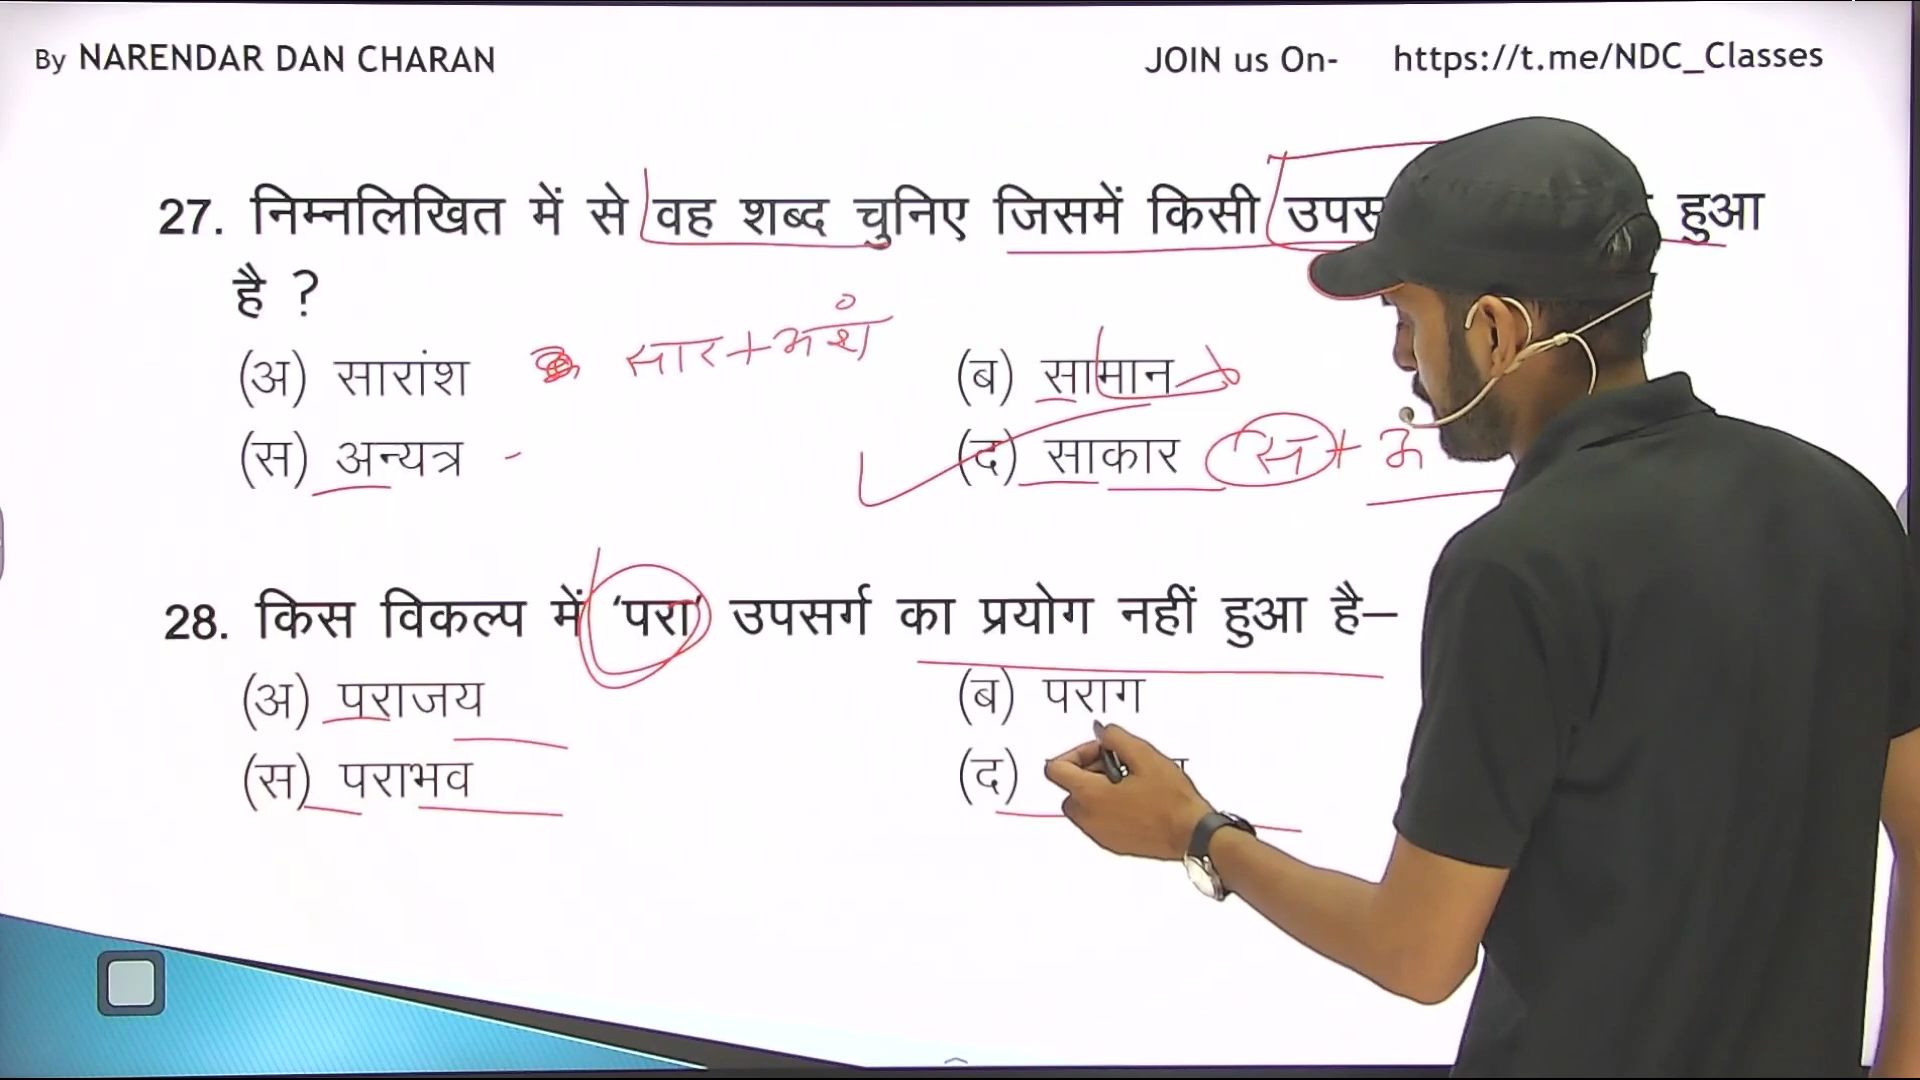 By NARENDAR DAN CHARAN
JOIN us On- https://t.me/NDC_Classes
27. निम्नलिखित में से वह शब्द चुनिए जिसमें किसी हुआ
है ?
(अ) सारांश सार+अंश
(ब) सामान
(स) अन्यत्र -
(द) साकार स+
28. किस विकल्प में 'परा' उपसर्ग का प्रयोग नहीं हुआ है–
(अ) पराजय
(ब) पराग
(स) पराभव
(द)